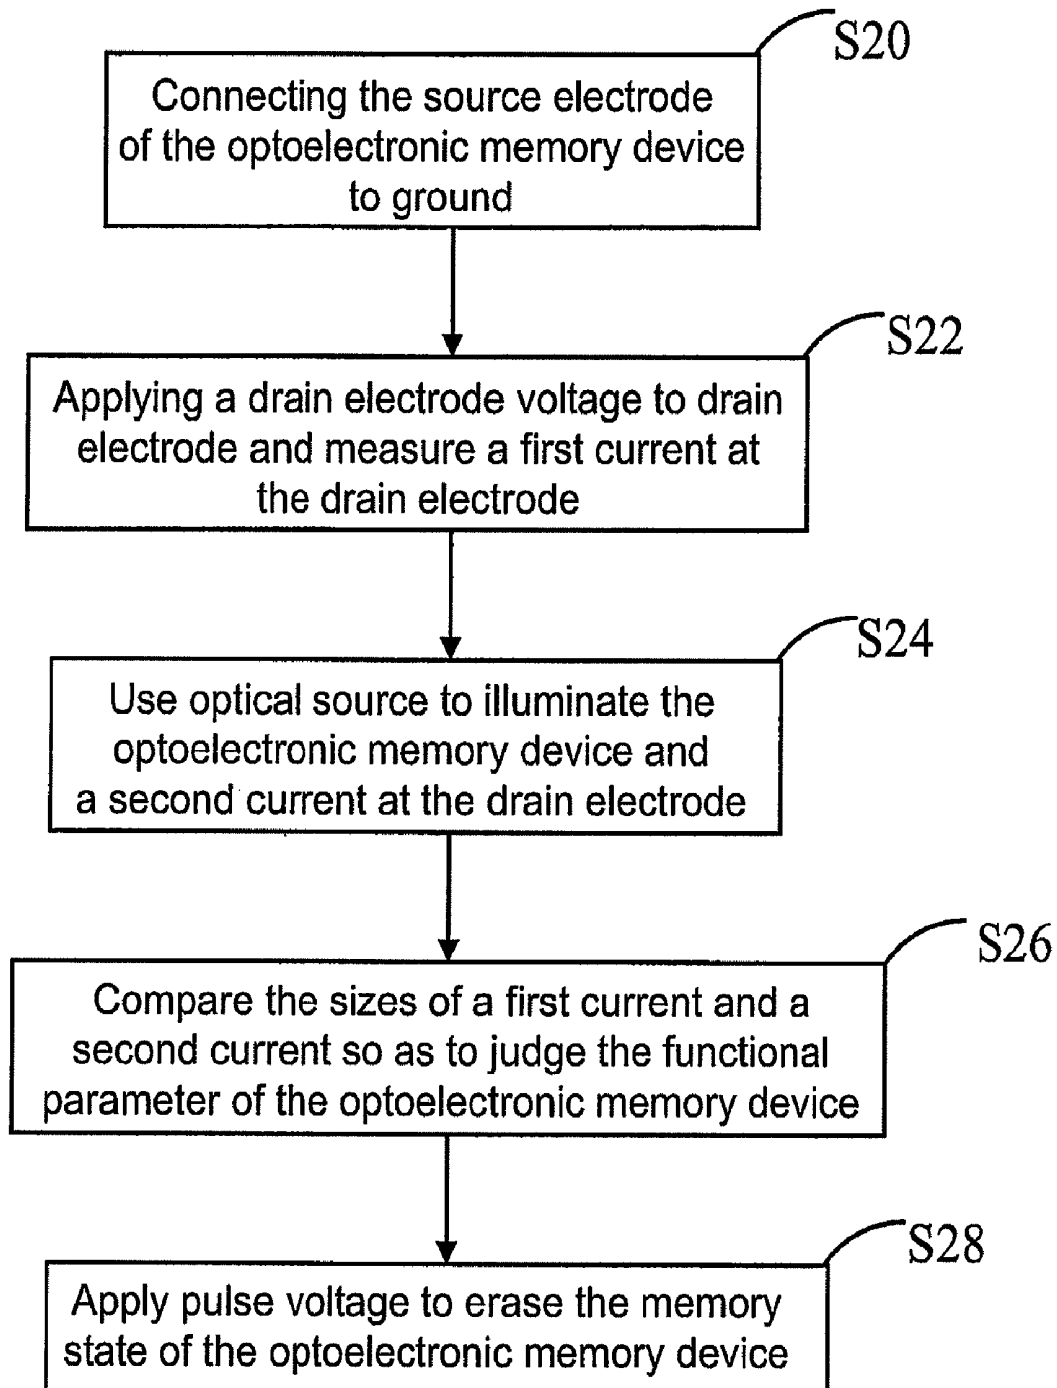 S20
Connecting the source electrode
of the optoelectronic memory device
to ground
S22
Applying a drain electrode voltage to drain
electrode and measure a first current at
the drain electrode
S24
Use optical source to illuminate the
optoelectronic memory device and
a second current at the drain electrode
S26
Compare the sizes of a first current and a
second current so as to judge the functional
parameter of the optoelectronic memory device
S28
Apply pulse voltage to erase the memory
state of the optoelectronic memory device